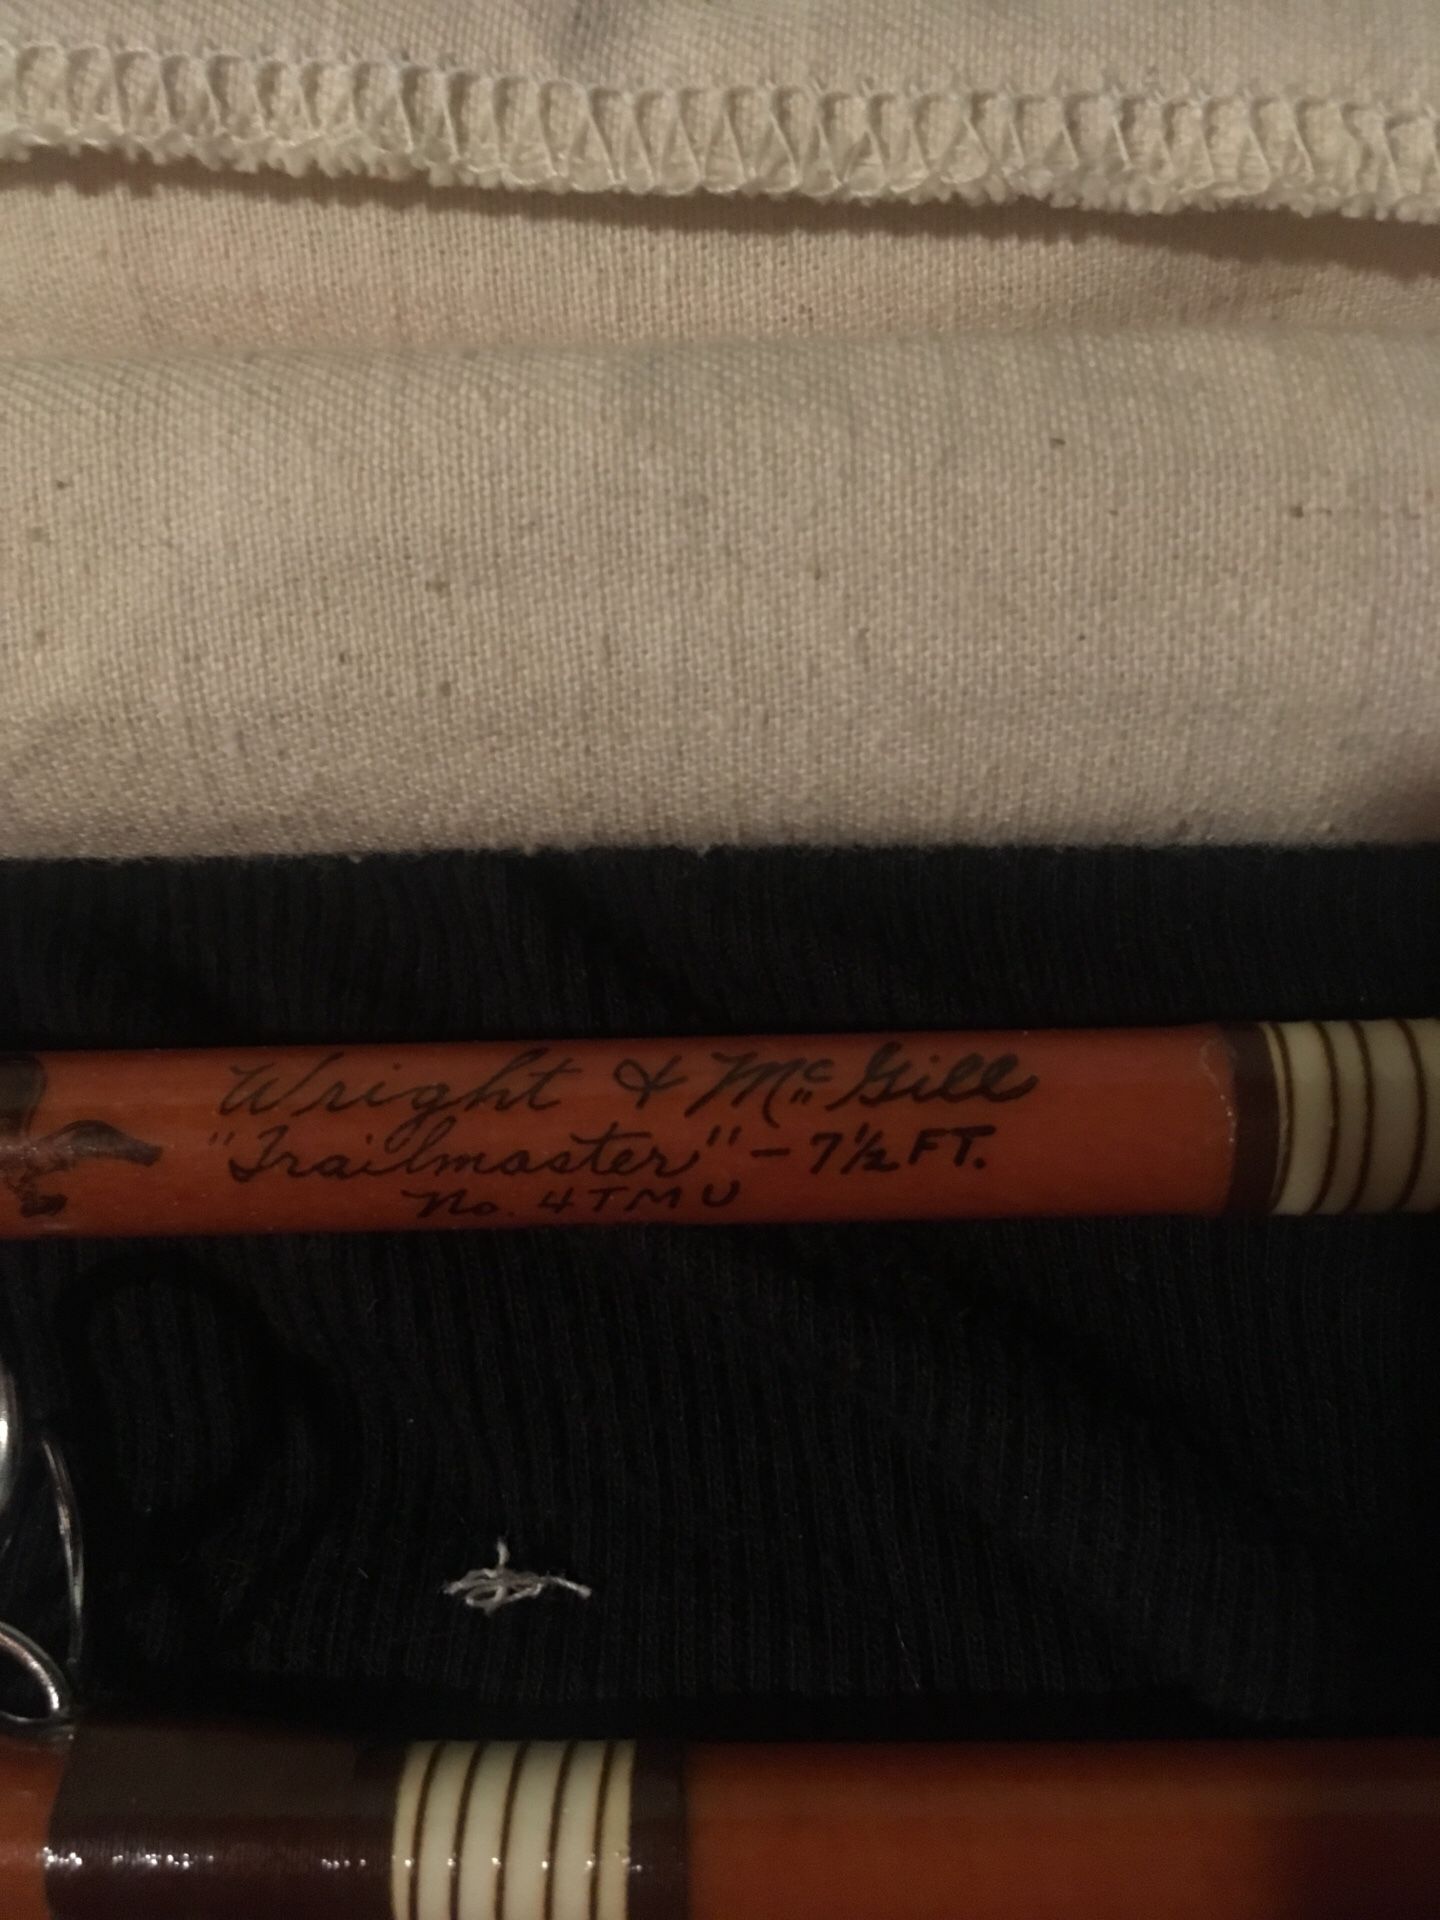 Wright & McGill
"Trailmaster" - 7½ FT.
No. 4TMU